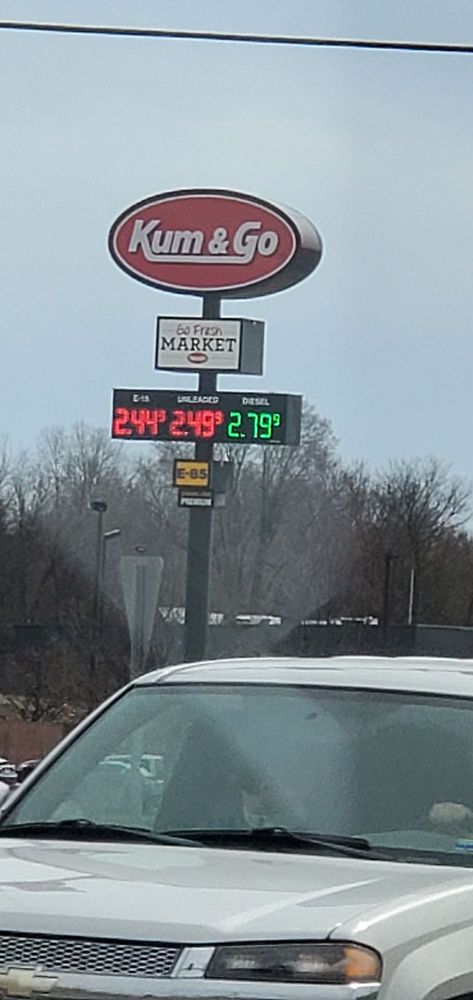 Kum & Go
Go Fresh
MARKET
E-15 UNLEADED DIESEL
2.44⁹ 2.49⁹ 2.79⁹
E-85